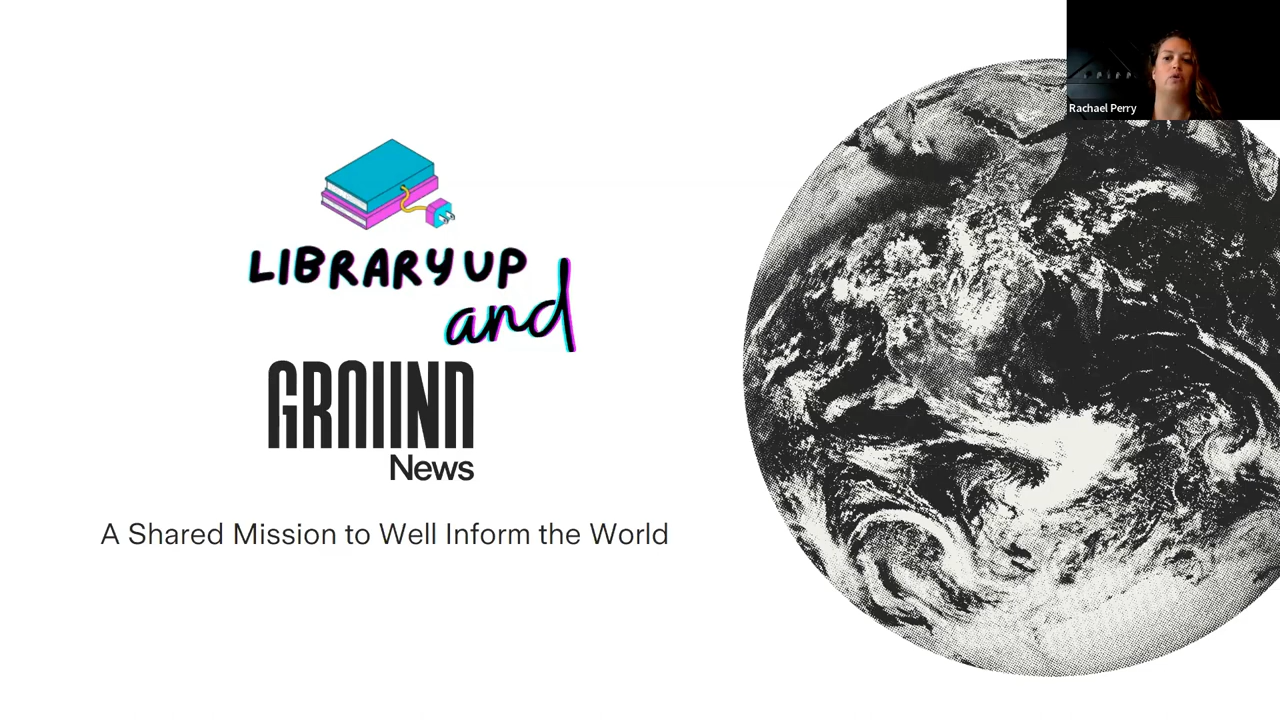 LIBRARY UP
and
GROUND
News
A Shared Mission to Well Inform the World
Rachael Perry